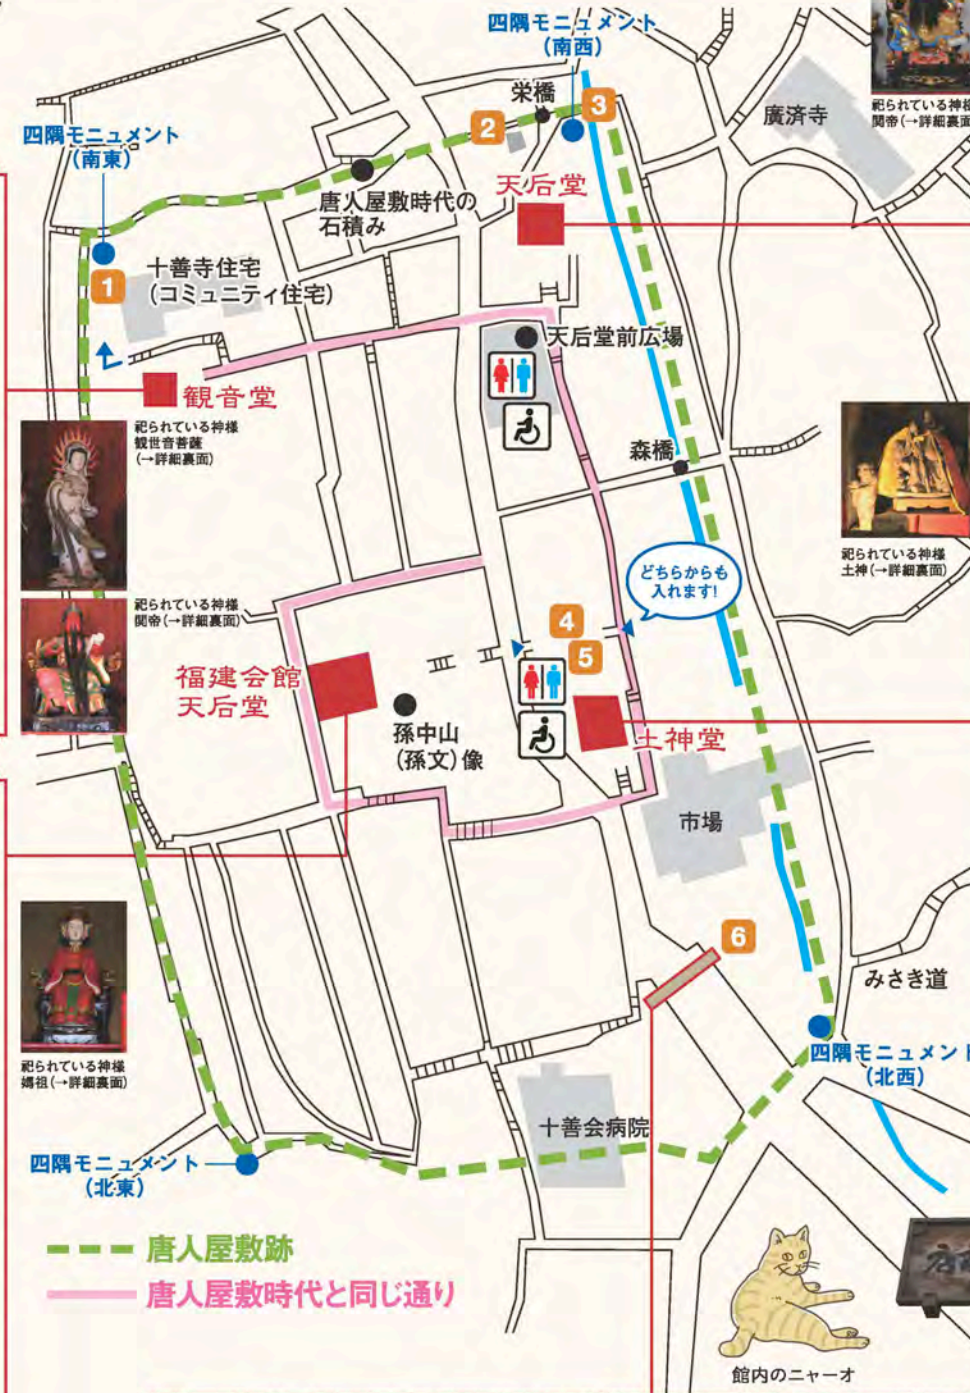 四隅モニュメント
(南西)
栄橋
3
2
廣済寺
祀られている神様
関帝(→詳細裏面
四隅モニュメント
(南東)
天后堂
唐人屋敷時代の
石積み
1
十善寺住宅
(コミュニティ住宅)
天后堂前広場
観音堂
祀られている神様
観世音菩薩
(→詳細裏面)
森橋
祀られている神様
土神(→詳細裏面)
どちらからも
入れます!
祀られている神様
関帝(→詳細裏面)
4
5
福建会館
天后堂
孫中山
(孫文)像
土神堂
市場
6
みさき道
祀られている神様
媽祖(→詳細裏面)
四隅モニュメント
(北西)
十善会病院
四隅モニュメント
(北東)
唐人屋敷跡
唐人屋敷時代と同じ通り
館内のニャーオ